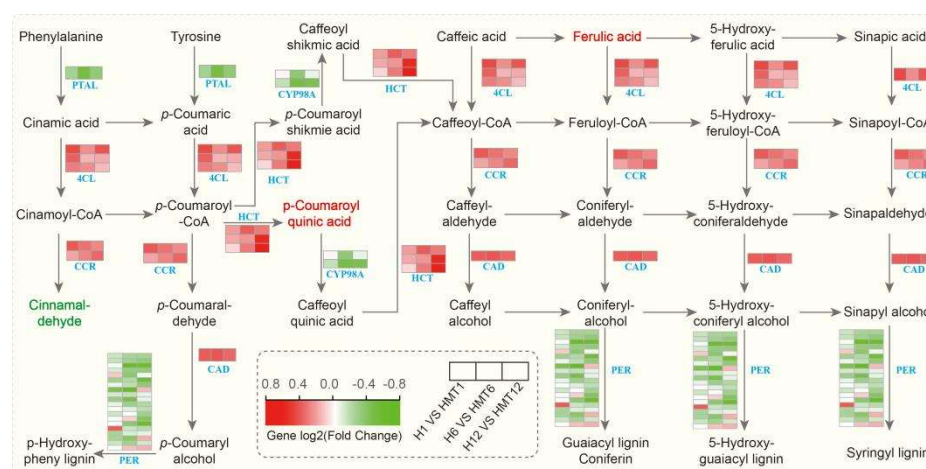 Phenylalanine
Tyrosine
Caffeoyl
shikmic acid
Caffeic acid
Ferulic acid
5-Hydroxy-
ferulic acid
Sinapic acid
PTAL
PTAL
CYP98A
HCT
4CL
4CL
4CL
4CL
Cinamic acid
p-Coumaric
acid
p-Coumaroyl
shikmie acid
Caffeoyl-CoA
Feruloyl-CoA
5-Hydroxy-
feruloyl-CoA
Sinapoyl-CoA
4CL
4CL
HCT
CCR
CCR
CCR
CCR
Cinamoyl-CoA
p-Coumaroyl
-CoA
HCT
p-Coumaroyl
quinic acid
Caffeyl-
aldehyde
Coniferyl-
aldehyde
5-Hydroxy-
coniferaldehyde
Sinapaldehyde
CCR
CCR
CYP98A
HCT
CAD
CAD
CAD
CAD
Cinnamal-
dehyde
p-Coumaral-
dehyde
Caffeoyl
quinic acid
Caffeyl
alcohol
Coniferyl-
alcohol
5-Hydroxy-
coniferyl alcohol
Sinapyl alcohol
CAD
PER
PER
PER
0.8 0.4 0.0 -0.4 -0.8
Gene log2(Fold Change)
H1 VS HMT1
H6 VS HMT6
H12 VS HMT12
p-Hydroxy-
pheny lignin
PER
p-Coumaryl
alcohol
Guaiacyl lignin
Coniferin
5-Hydroxy-
guaiacyl lignin
Syringyl lignin